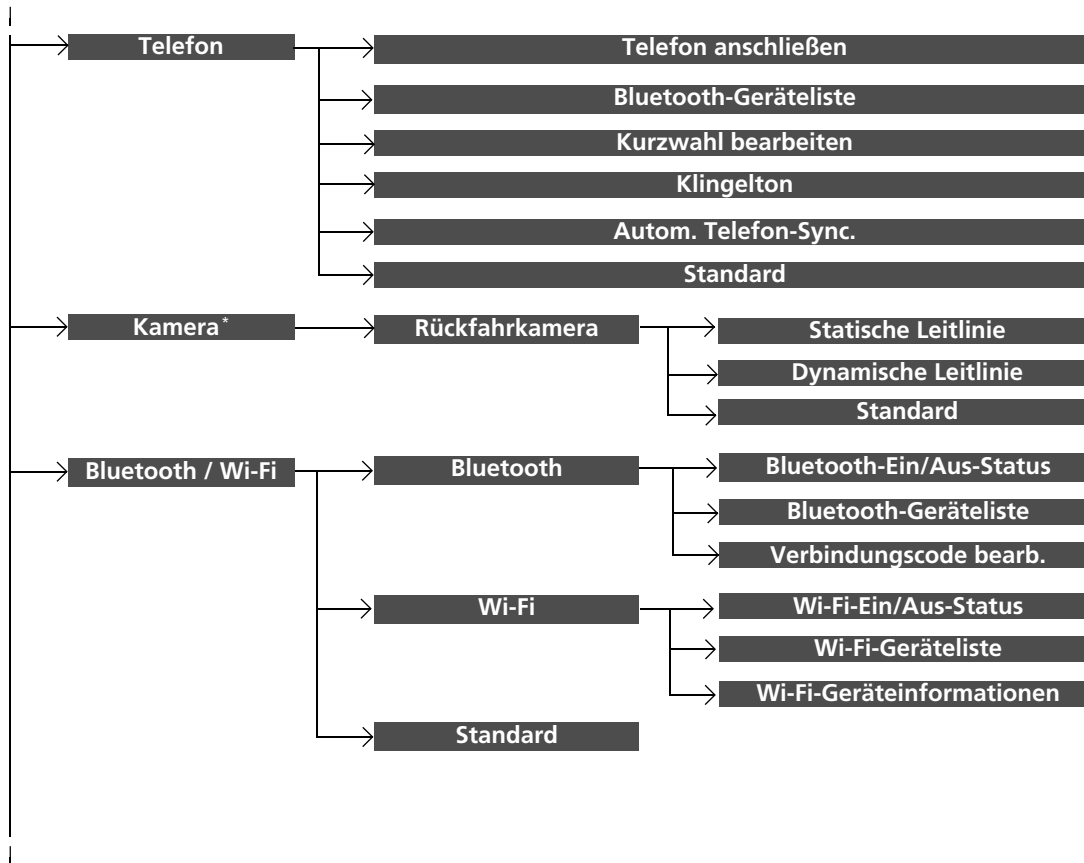 Telefon
Telefon anschließen
Bluetooth-Geräteliste
Kurzwahl bearbeiten
Klingelton
Autom. Telefon-Sync.
Standard
Kamera*
Rückfahrkamera
Statische Leitlinie
Dynamische Leitlinie
Standard
Bluetooth / Wi-Fi
Bluetooth
Bluetooth-Ein/Aus-Status
Bluetooth-Geräteliste
Verbindungscode bearb.
Wi-Fi
Wi-Fi-Ein/Aus-Status
Wi-Fi-Geräteliste
Wi-Fi-Geräteinformationen
Standard